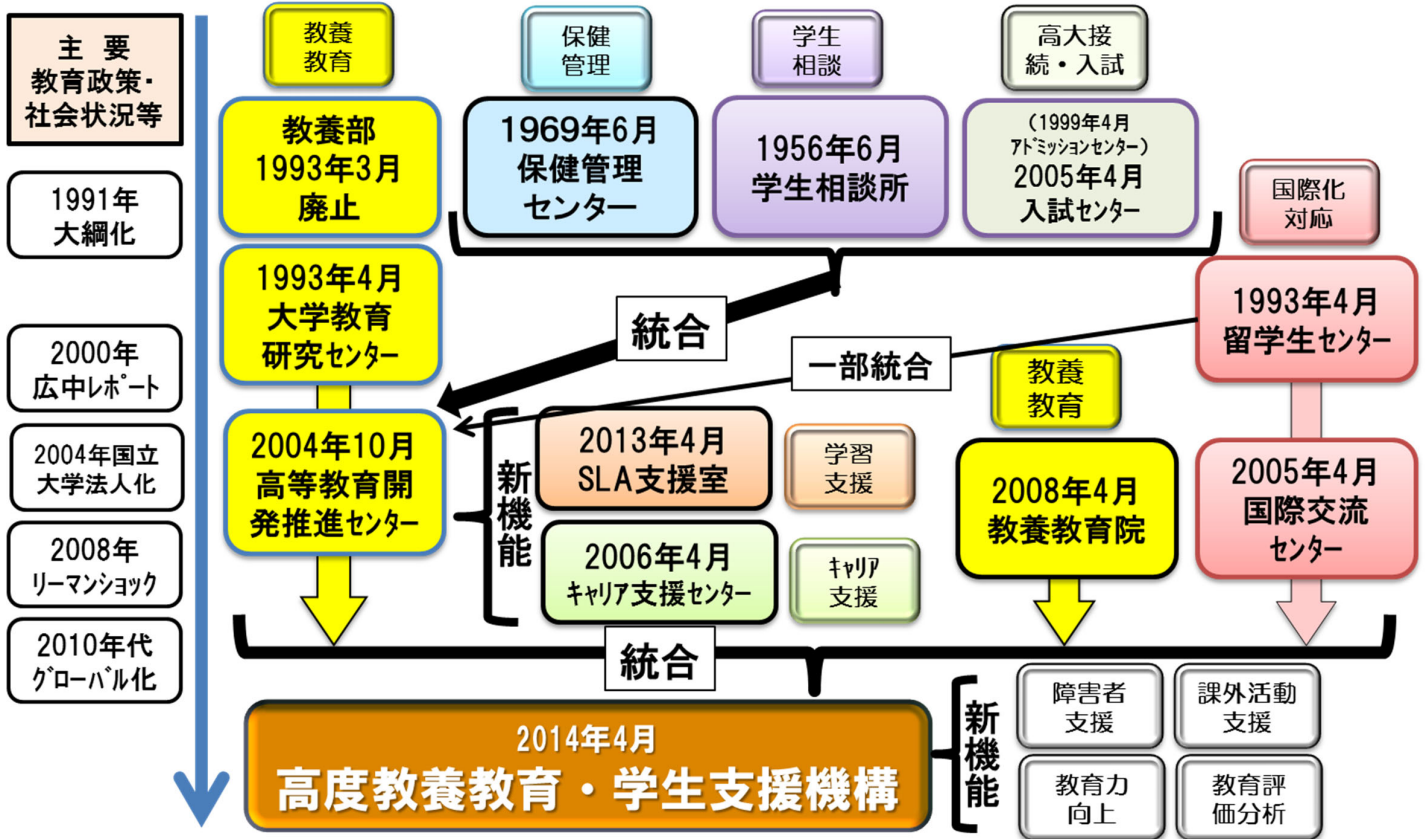 主 要
教育政策・
社会状況等
1991年
大綱化
2000年
広中レポート
2004年国立
大学法人化
2008年
リーマンショック
2010年代
グローバル化
教養
教育
保健
管理
学生
相談
高大接
続・入試
教養部
1993年3月
廃止
1969年6月
保健管理
センター
1956年6月
学生相談所
(1999年4月
アドミッションセンター)
2005年4月
入試センター
国際化
対応
1993年4月
大学教育
研究センター
統合
一部統合
1993年4月
留学生センター
教養
教育
2004年10月
高等教育開
発推進センター
新機能
2013年4月
SLA支援室
学習
支援
2006年4月
キャリア支援センター
キャリア
支援
2008年4月
教養教育院
2005年4月
国際交流
センター
統合
2014年4月
高度教養教育・学生支援機構
新機能
障害者
支援
課外活動
支援
教育力
向上
教育評
価分析